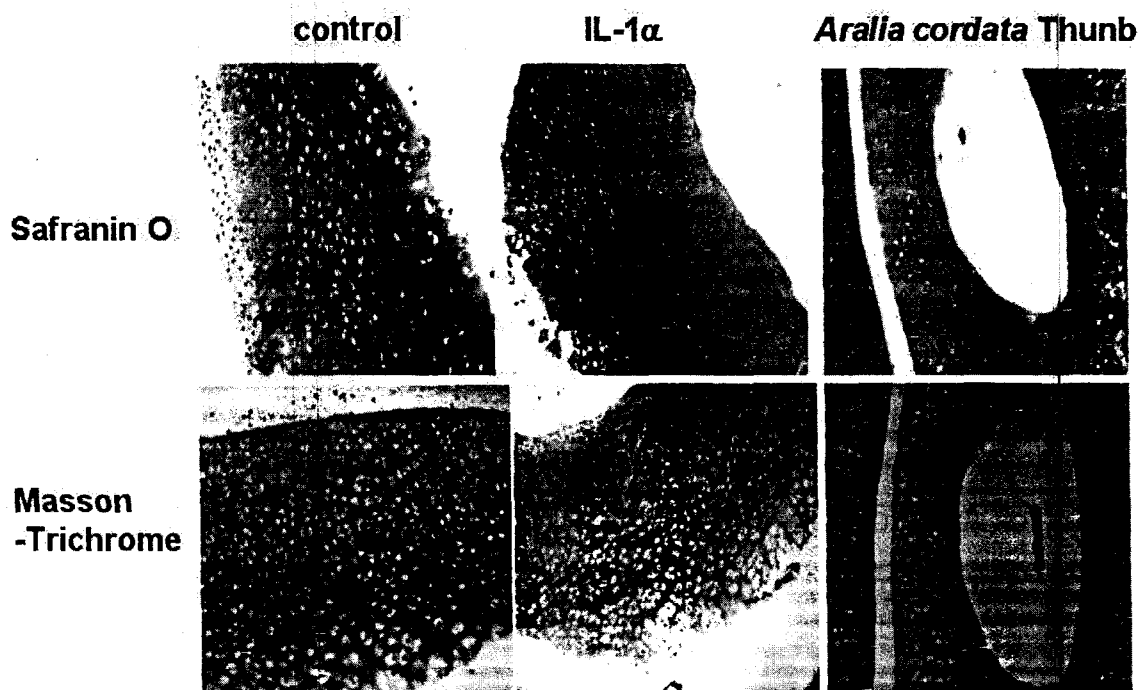 control IL-1α Aralia cordata Thunb
Safranin O
Masson
-Trichrome